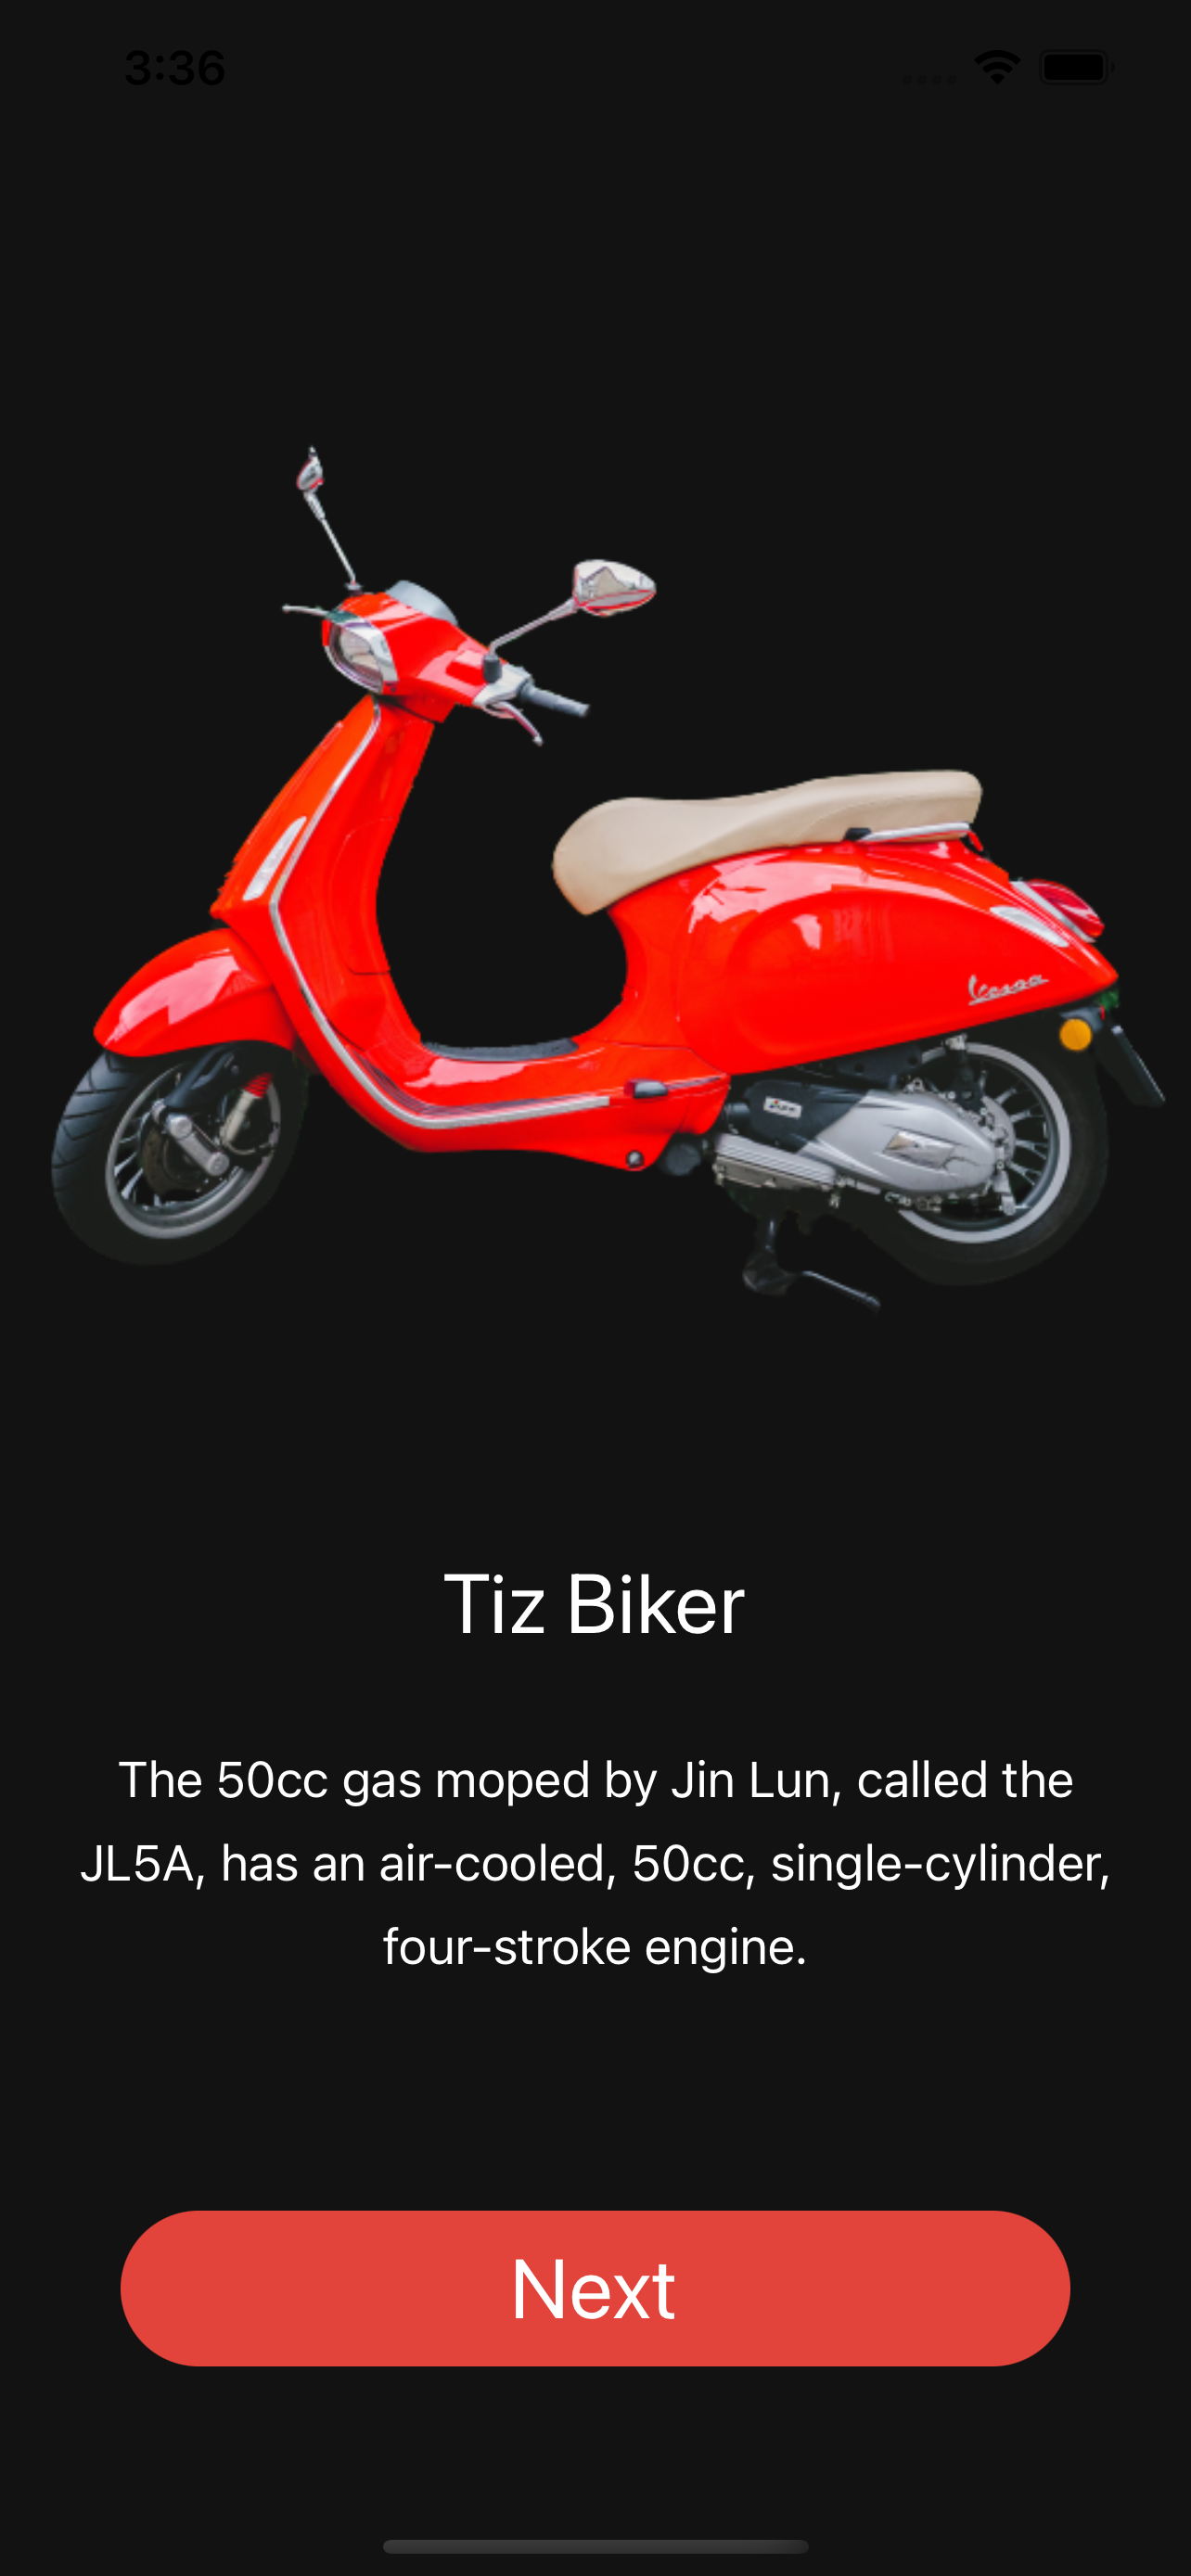 3:36
Vespa
Tiz Biker
The 50cc gas moped by Jin Lun, called the
JL5A, has an air-cooled, 50cc, single-cylinder,
four-stroke engine.
Next